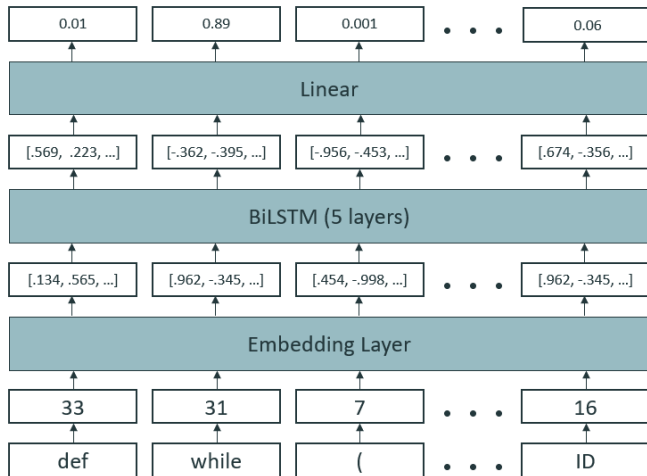 0.01 0.89 0.001 • • • 0.06
Linear
[.569, .223, ...] [-.362, -.395, ...] [-.956, -.453, ...] • • • [.674, -.356, ...]
BiLSTM (5 layers)
[.134, .565, ...] [.962, -.345, ...] [.454, -.998, ...] • • • [.962, -.345, ...]
Embedding Layer
33 31 7 • • • 16
def while ( • • • ID